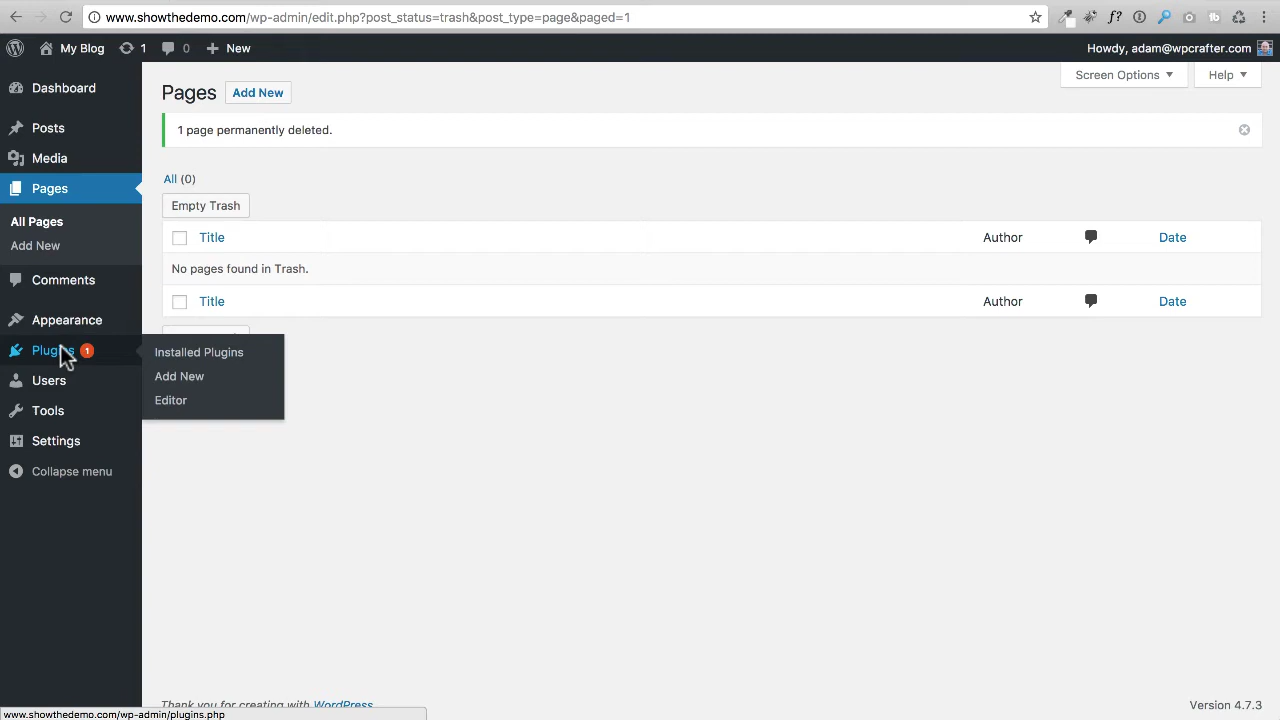 www.showthedemo.com/wp-admin/edit.php?post_status=trash&post_type=page&paged=1
My Blog 1 0 New
Howdy, adam@wpcrafter.com
Dashboard
Posts
Media
Pages
All Pages
Add New
Comments
Appearance
Plugins 1
Users
Tools
Settings
Collapse menu
Installed Plugins
Add New
Editor
Screen Options
Help
Pages Add New
1 page permanently deleted.
All (0)
Empty Trash
Title Author Date
No pages found in Trash.
Title Author Date
Thank you for creating with WordPress
Version 4.7.3
www.showthedemo.com/wp-admin/plugins.php